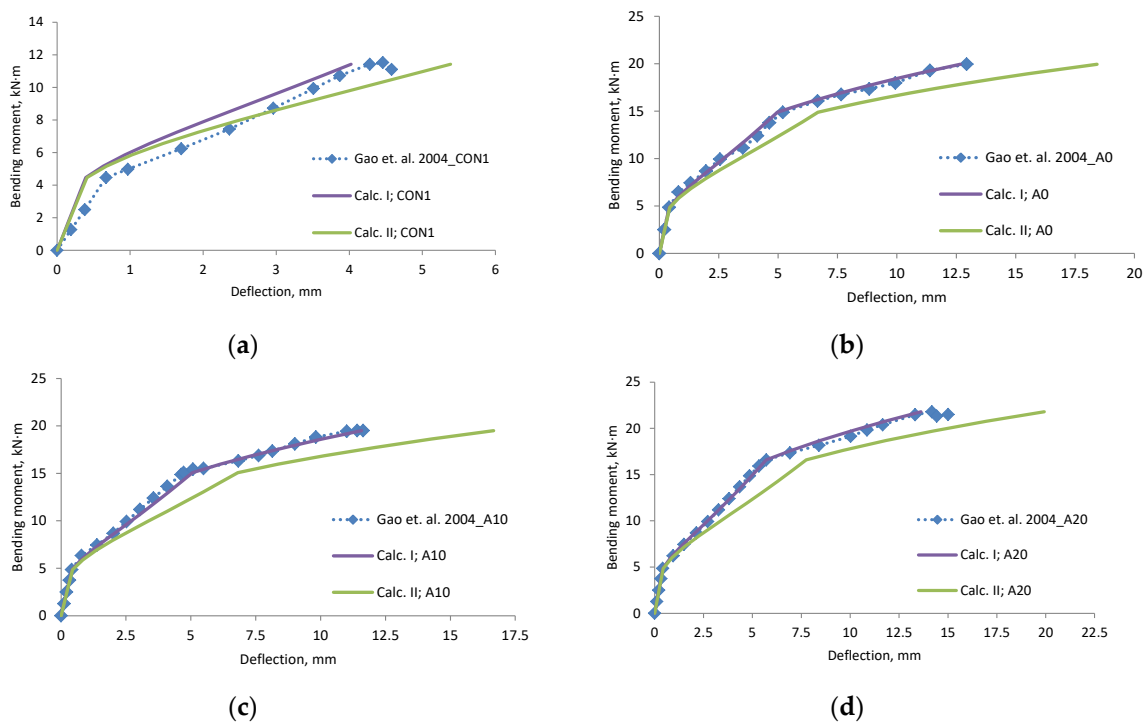 14
12
10
8
6
4
2
0
Bending moment, kN·m
Gao et. al. 2004_CON1
Calc. I; CON1
Calc. II; CON1
0 1 2 3 4 5 6
Deflection, mm
(a)
25
20
15
10
5
0
Bending moment, kN·m
Gao et. al. 2004_A0
Calc. I; A0
Calc. II; A0
0 2.5 5 7.5 10 12.5 15 17.5 20
Deflection, mm
(b)
25
20
15
10
5
0
Bending moment, kN·m
Gao et. al. 2004_A10
Calc. I; A10
Calc. II; A10
0 2.5 5 7.5 10 12.5 15 17.5
Deflection, mm
(c)
25
20
15
10
5
0
Bending moment, kN·m
Gao et. al. 2004_A20
Calc. I; A20
Calc. II; A20
0 2.5 5 7.5 10 12.5 15 17.5 20 22.5
Deflection, mm
(d)